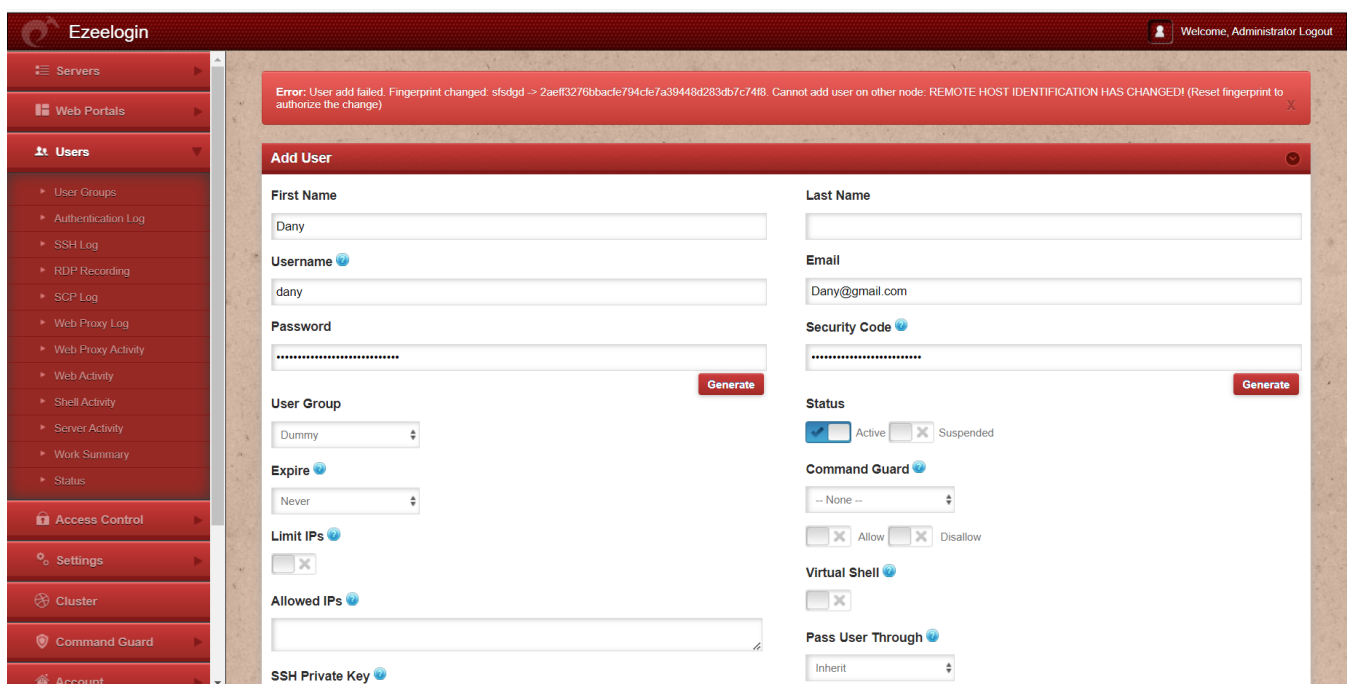 Ezeelogin
Welcome, Administrator Logout
Servers
Web Portals
Users
User Groups
Authentication Log
SSH Log
RDP Recording
SCP Log
Web Proxy Log
Web Proxy Activity
Web Activity
Shell Activity
Server Activity
Work Summary
Status
Access Control
Settings
Cluster
Command Guard
Account
Error: User add failed. Fingerprint changed: sfsdgd -> 2aeff3276bbacfe794cfe7a39448d283db7c74f8. Cannot add user on other node: REMOTE HOST IDENTIFICATION HAS CHANGED! (Reset fingerprint to
authorize the change)
X
Add User
First Name
Dany
Last Name
Username ?
dany
Email
Dany@gmail.com
Password
Generate
Security Code ?
Generate
User Group
Dummy
Status
Active Suspended
Expire ?
Never
Command Guard ?
-- None --
Allow Disallow
Limit IPs ?
Virtual Shell ?
Allowed IPs ?
Pass User Through ?
Inherit
SSH Private Key ?